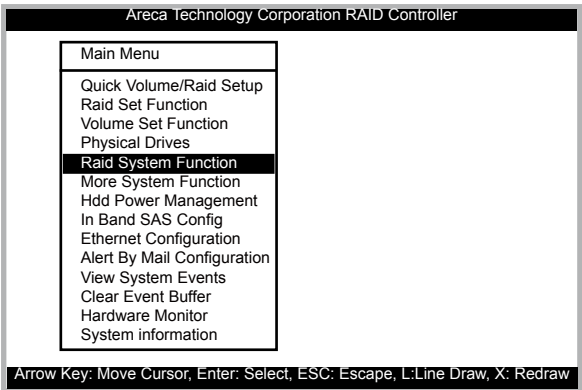 Areca Technology Corporation RAID Controller
Main Menu
Quick Volume/Raid Setup
Raid Set Function
Volume Set Function
Physical Drives
Raid System Function
More System Function
Hdd Power Management
In Band SAS Config
Ethernet Configuration
Alert By Mail Configuration
View System Events
Clear Event Buffer
Hardware Monitor
System information
Arrow Key: Move Cursor, Enter: Select, ESC: Escape, L:Line Draw, X: Redraw